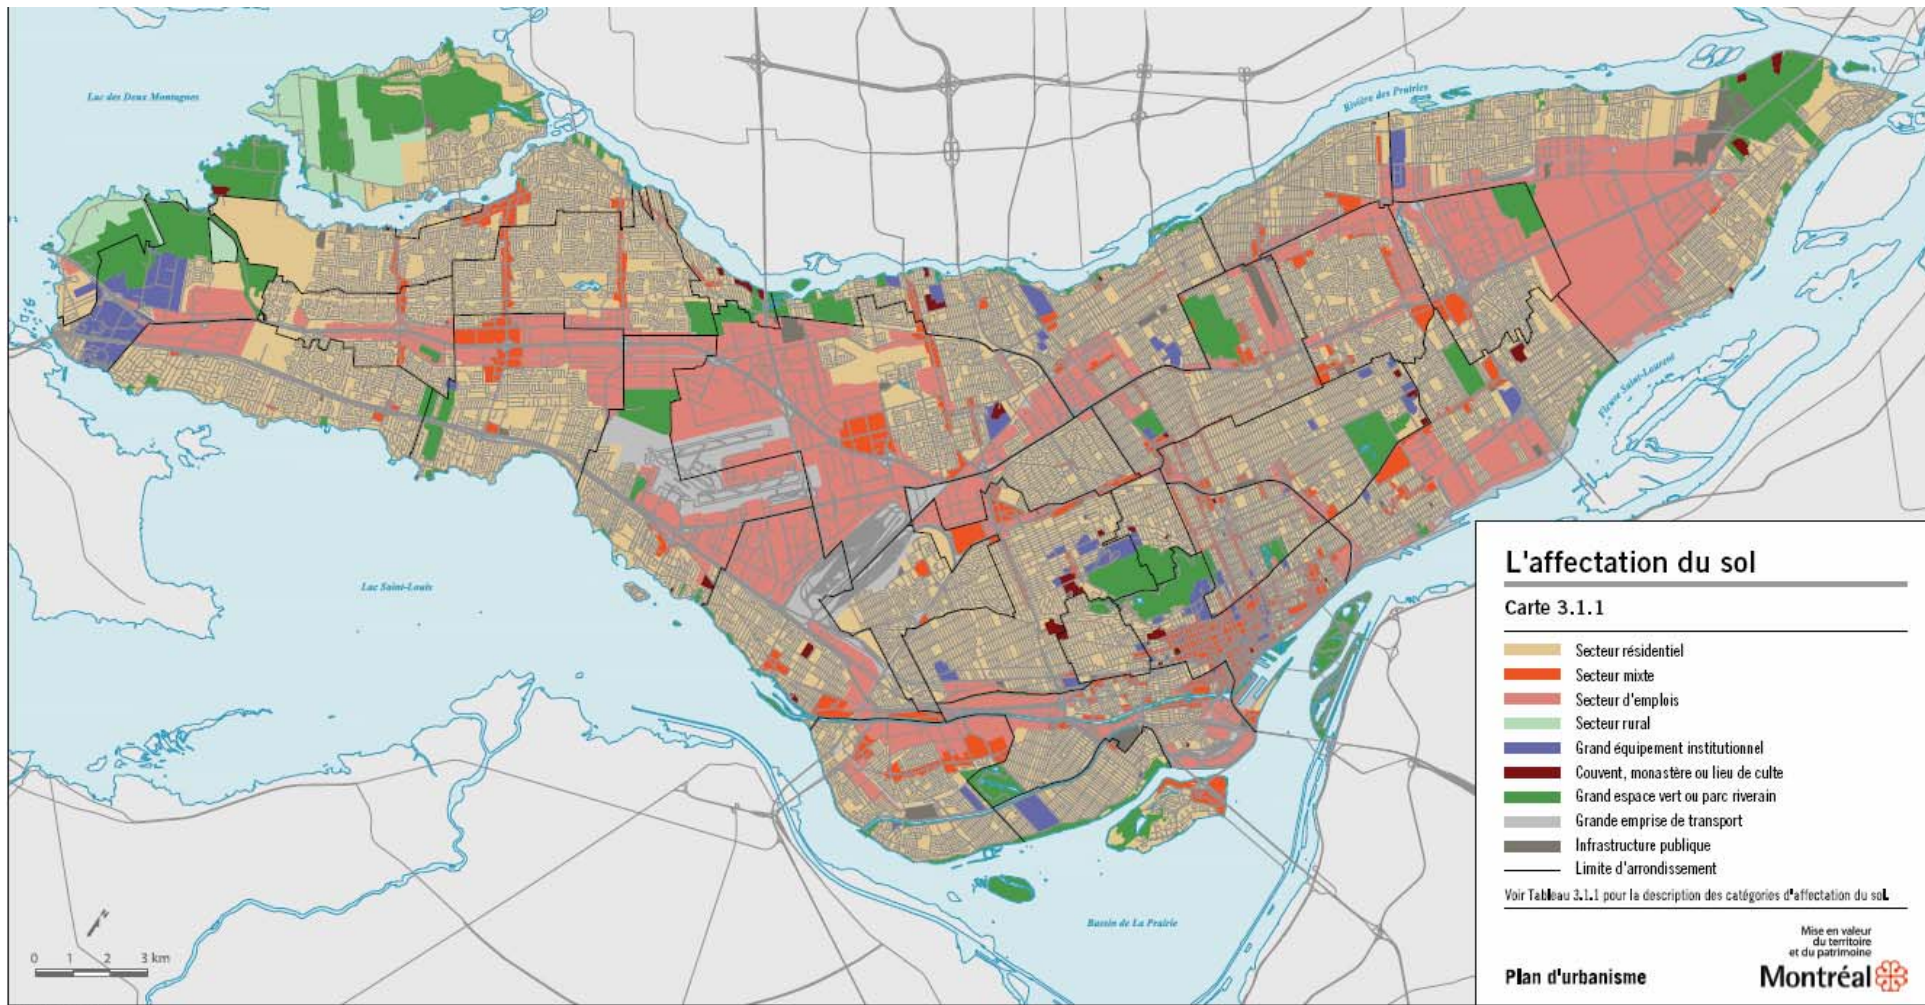 Lac des Deux Montagnes
Rivière des Prairies
Fleuve Saint-Laurent
Lac Saint-Louis
Bassin de La Prairie
N
0 1 2 3 km
L'affectation du sol
Carte 3.1.1
Secteur résidentiel
Secteur mixte
Secteur d'emplois
Secteur rural
Grand équipement institutionnel
Couvent, monastère ou lieu de culte
Grand espace vert ou parc riverain
Grande emprise de transport
Infrastructure publique
Limite d'arrondissement
Voir Tableau 3.1.1 pour la description des catégories d'affectation du sol
Mise en valeur
du territoire
et du patrimoine
Plan d'urbanisme
Montréal